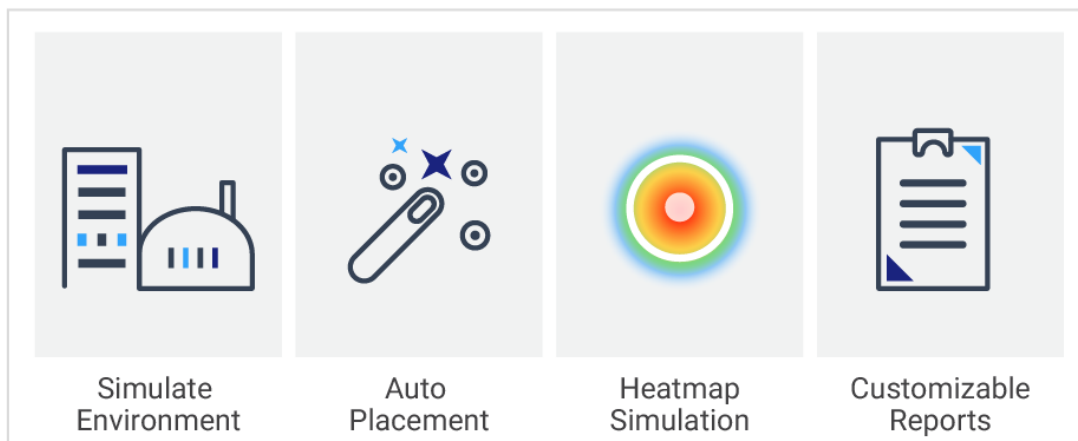 Simulate
Environment
Auto
Placement
Heatmap
Simulation
Customizable
Reports